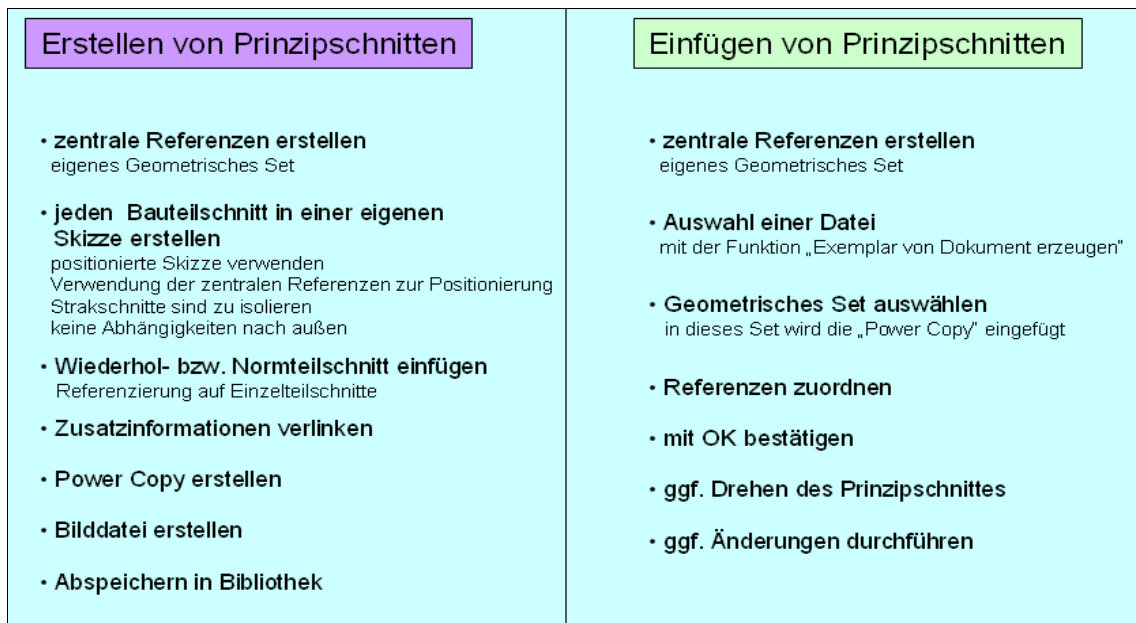 Erstellen von Prinzipschnitten
• zentrale Referenzen erstellen
eigenes Geometrisches Set
• jeden Bauteilschnitt in einer eigenen
Skizze erstellen
positionierte Skizze verwenden
Verwendung der zentralen Referenzen zur Positionierung
Strakschnitte sind zu isolieren
keine Abhängigkeiten nach außen
• Wiederhol- bzw. Normteilschnitt einfügen
Referenzierung auf Einzelteilschnitte
• Zusatzinformationen verlinken
• Power Copy erstellen
• Bilddatei erstellen
• Abspeichern in Bibliothek
Einfügen von Prinzipschnitten
• zentrale Referenzen erstellen
eigenes Geometrisches Set
• Auswahl einer Datei
mit der Funktion „Exemplar von Dokument erzeugen"
• Geometrisches Set auswählen
in dieses Set wird die „Power Copy" eingefügt
• Referenzen zuordnen
• mit OK bestätigen
• ggf. Drehen des Prinzipschnittes
• ggf. Änderungen durchführen